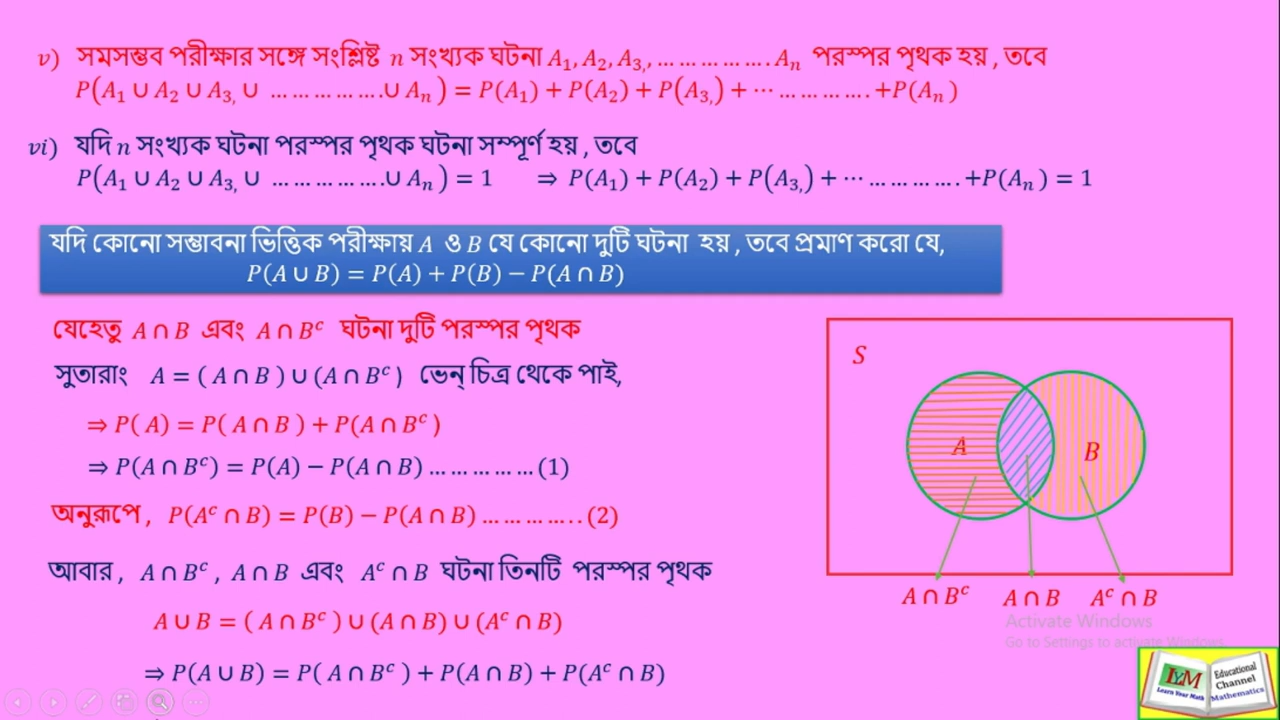 v) সমসম্ভব পরীক্ষার সঙ্গে সংশ্লিষ্ট n সংখ্যক ঘটনা A₁, A₂, A₃,, … … … … …. Aₙ পরস্পর পৃথক হয় , তবে
P(A₁ ∪ A₂ ∪ A₃, ∪ … … … … ….∪ Aₙ) = P(A₁) + P(A₂) + P(A₃,) + ⋯ … … … …. +P(Aₙ)
vi) যদি n সংখ্যক ঘটনা পরস্পর পৃথক ঘটনা সম্পূর্ণ হয় , তবে
P(A₁ ∪ A₂ ∪ A₃, ∪ … … … … ….∪ Aₙ) = 1 ⇒ P(A₁) + P(A₂) + P(A₃,) + ⋯ … … … …. +P(Aₙ) = 1
যদি কোনো সম্ভাবনা ভিত্তিক পরীক্ষায় A ও B যে কোনো দুটি ঘটনা হয় , তবে প্রমাণ করো যে,
P(A ∪ B) = P(A) + P(B) − P(A ∩ B)
যেহেতু A ∩ B এবং A ∩ Bᶜ ঘটনা দুটি পরস্পর পৃথক
সুতরাং A = ( A ∩ B ) ∪ (A ∩ Bᶜ) ভেন্ চিত্র থেকে পাই,
⇒ P( A) = P( A ∩ B ) + P(A ∩ Bᶜ)
⇒ P(A ∩ Bᶜ) = P(A) − P(A ∩ B) … … … … … (1)
অনুরূপে , P(Aᶜ ∩ B) = P(B) − P(A ∩ B) … … … … . . (2)
আবার , A ∩ Bᶜ , A ∩ B এবং Aᶜ ∩ B ঘটনা তিনটি পরস্পর পৃথক
A ∪ B = ( A ∩ Bᶜ ) ∪ (A ∩ B) ∪ (Aᶜ ∩ B)
⇒ P(A ∪ B) = P( A ∩ Bᶜ ) + P(A ∩ B) + P(Aᶜ ∩ B)
S
A
B
A ∩ Bᶜ A ∩ B Aᶜ ∩ B
Activate Windows
Go to Settings to activate Windows.
LYM
Learn Your Math
Educational
Channel
Mathematics